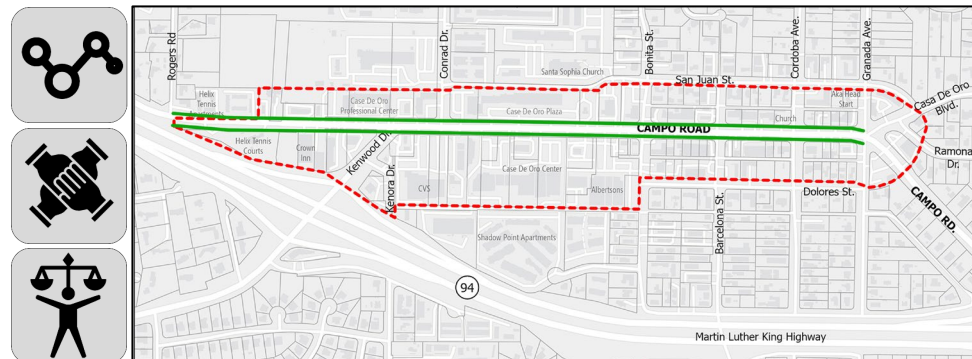 Rogers Rd
Conrad Dr.
Bonita St.
Cordoba Ave.
Granada Ave.
Santa Sophia Church
San Juan St.
Helix
Tennis
Case De Oro
Professional Center
Case De Oro Plaza
Aka Head
Start
Casa De Oro
Blvd.
Church
CAMPO ROAD
Helix Tennis
Courts
Crown
Inn
Kenwood Dr.
Ramona
Dr.
Case De Oro Center
Kenora Dr.
CVS
Albertsons
Dolores St.
CAMPO RD.
Barcelona St.
Shadow Point Apartments
94
Martin Luther King Highway